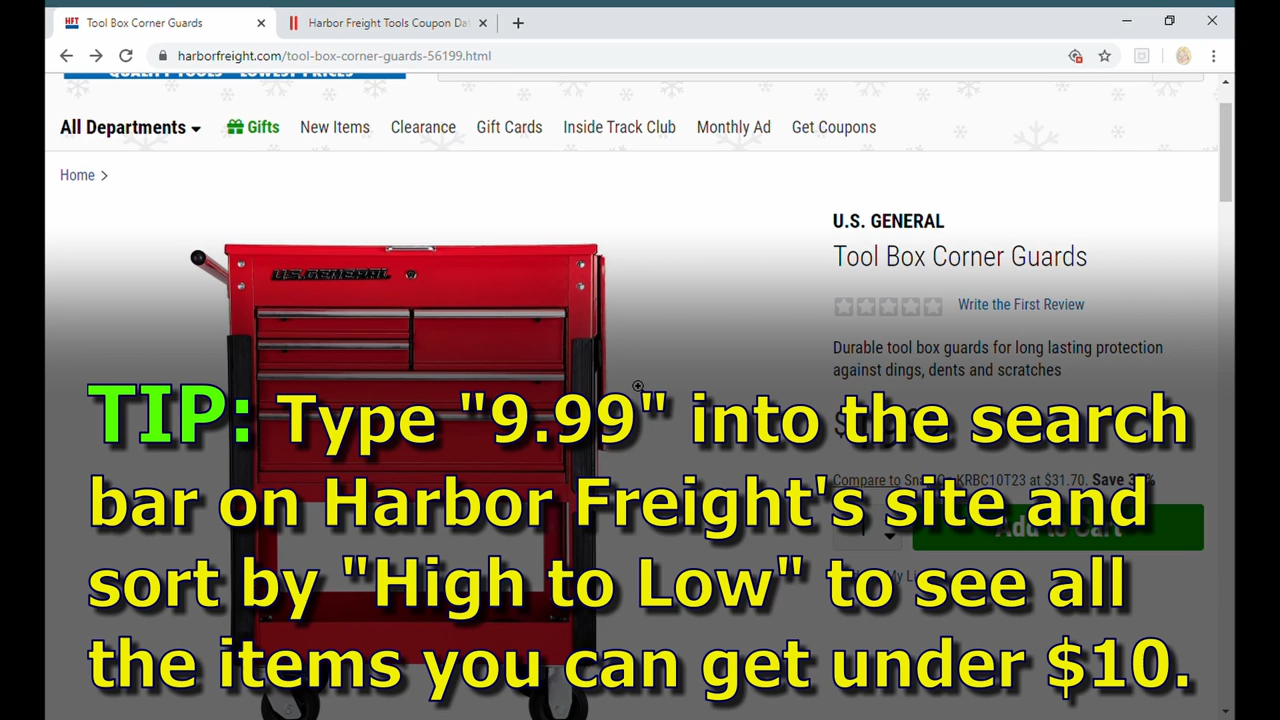 Tool Box Corner Guards
Harbor Freight Tools Coupon Da
harborfreight.com/tool-box-corner-guards-56199.html
QUALITY TOOLS LOWEST PRICES
All Departments
Gifts
New Items
Clearance
Gift Cards
Inside Track Club
Monthly Ad
Get Coupons
Home >
U.S. GENERAL
Tool Box Corner Guards
Write the First Review
Durable tool box guards for long lasting protection
against dings, dents and scratches
U.S.GENERAL
Compare to KRBC10T23 at $31.70. Save
Add to Cart
TIP: Type "9.99" into the search
bar on Harbor Freight's site and
sort by "High to Low" to see all
the items you can get under $10.